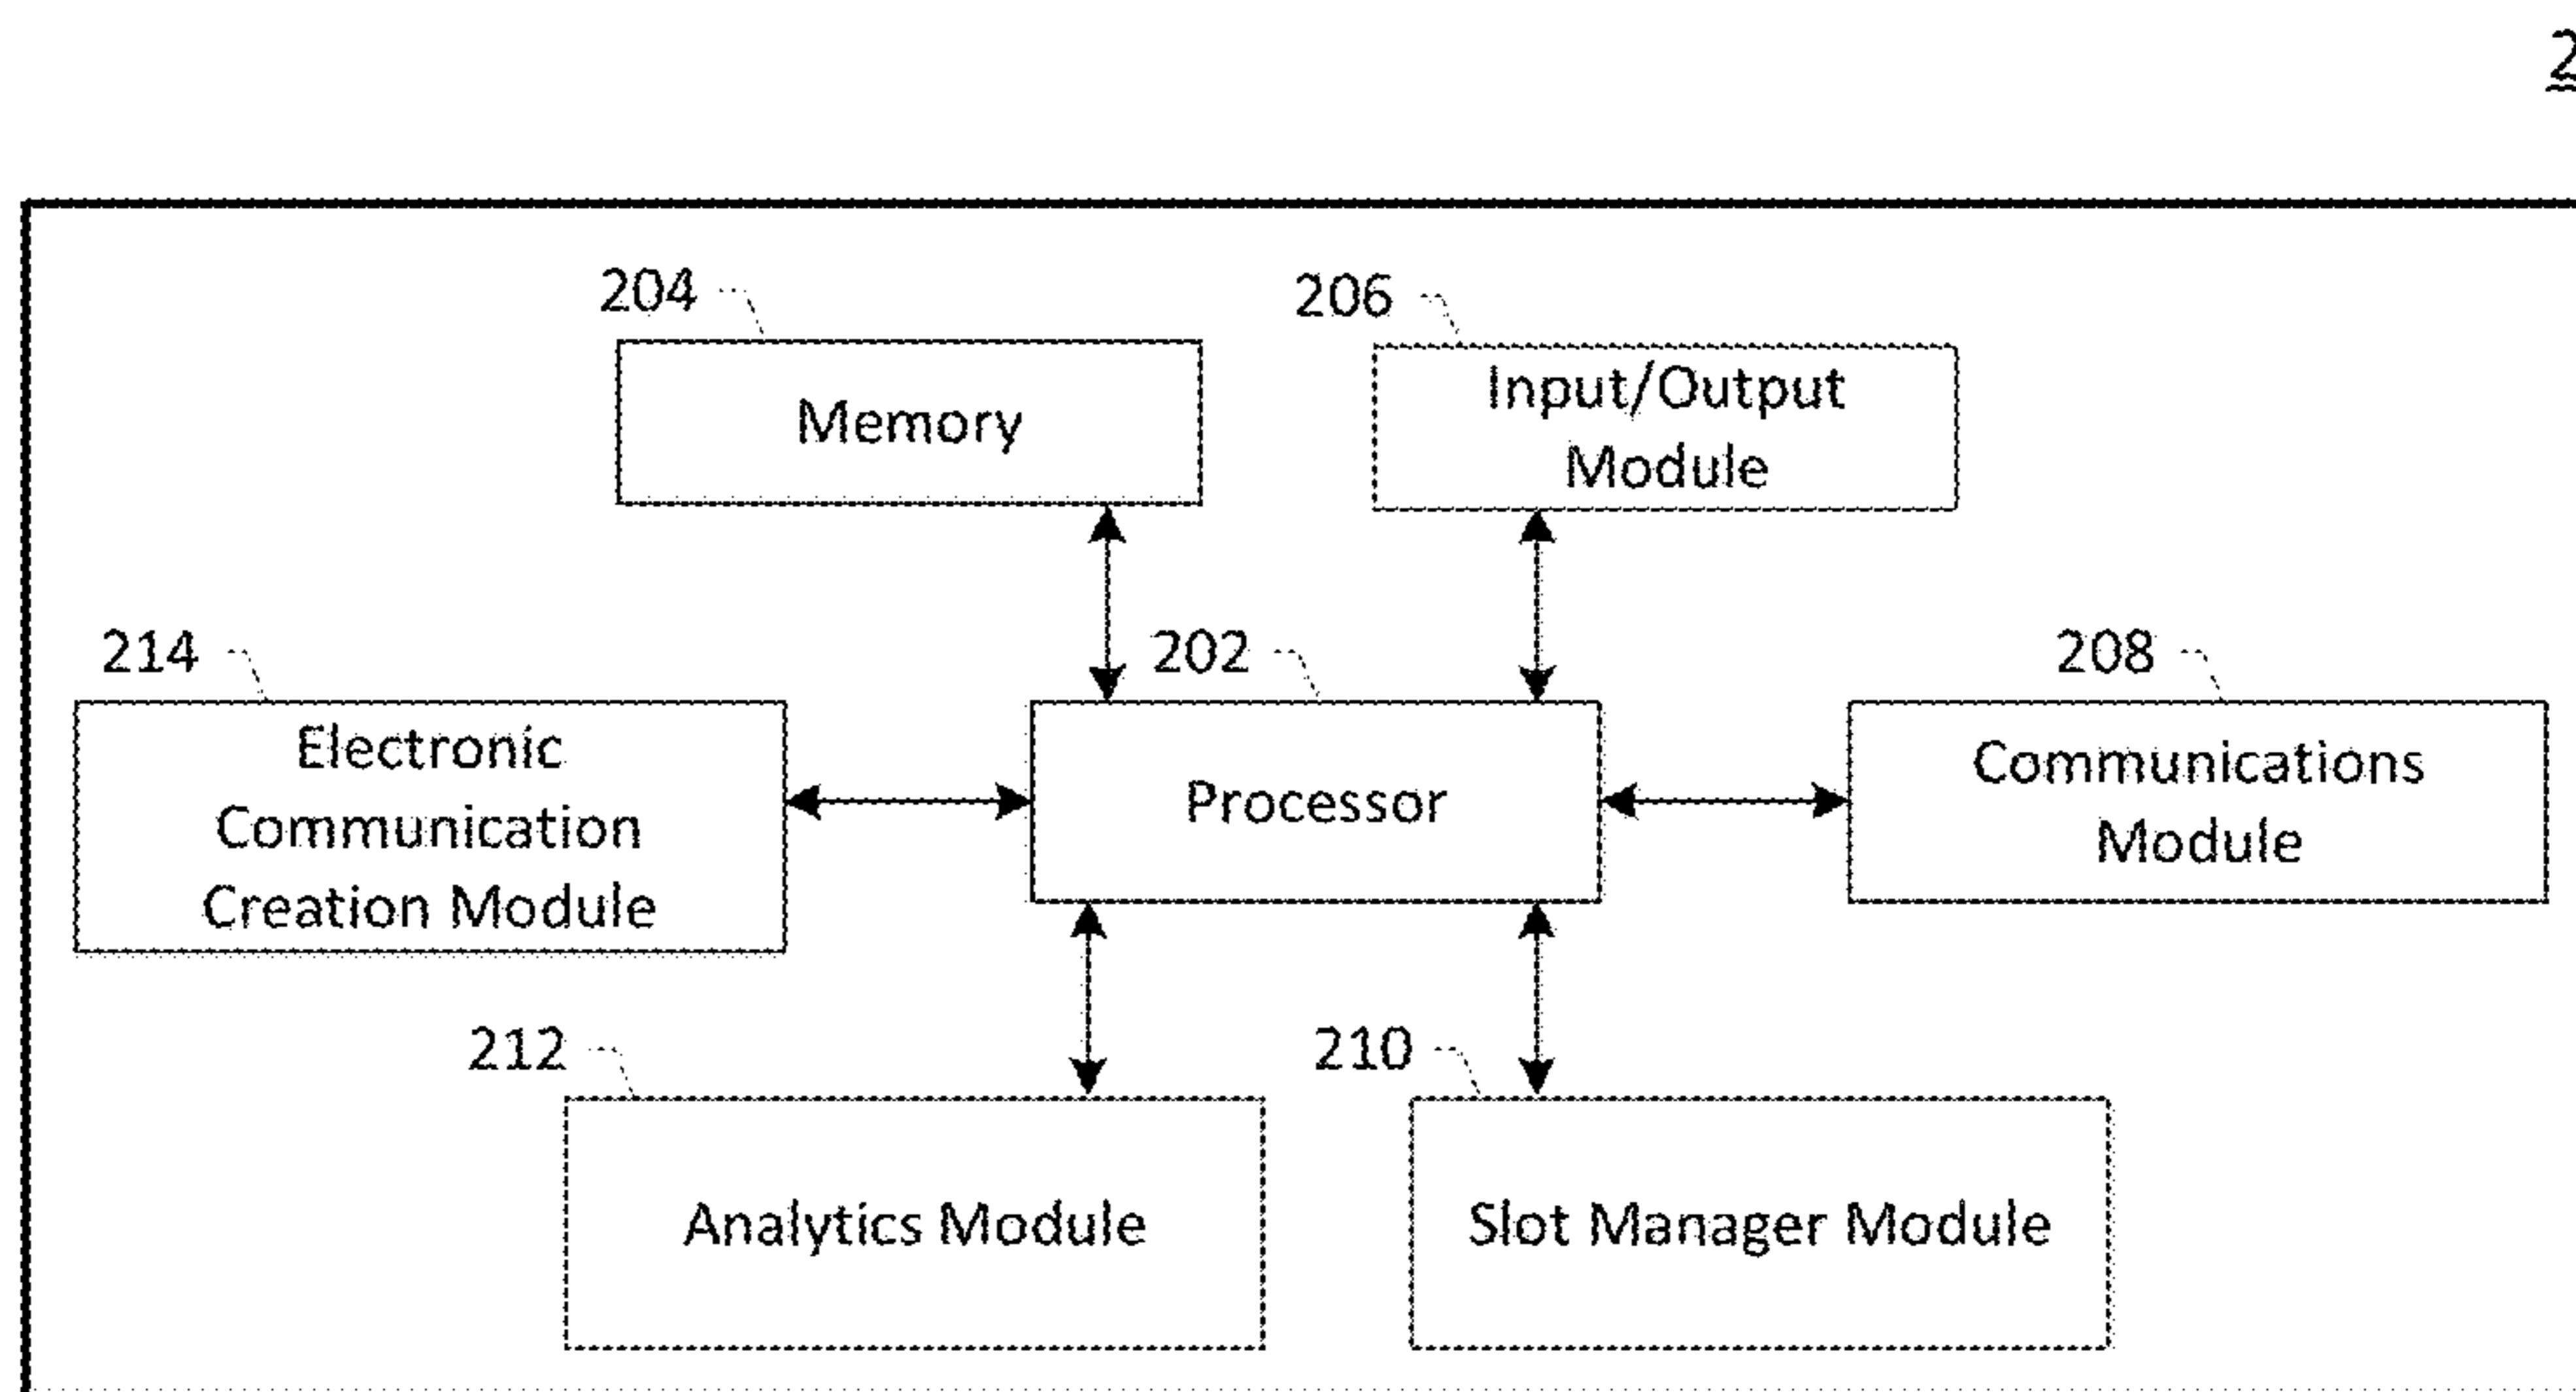 2
204
206
Memory
Input/Output
Module
214
202
208
Electronic
Communication
Creation Module
Processor
Communications
Module
212
210
Analytics Module
Slot Manager Module